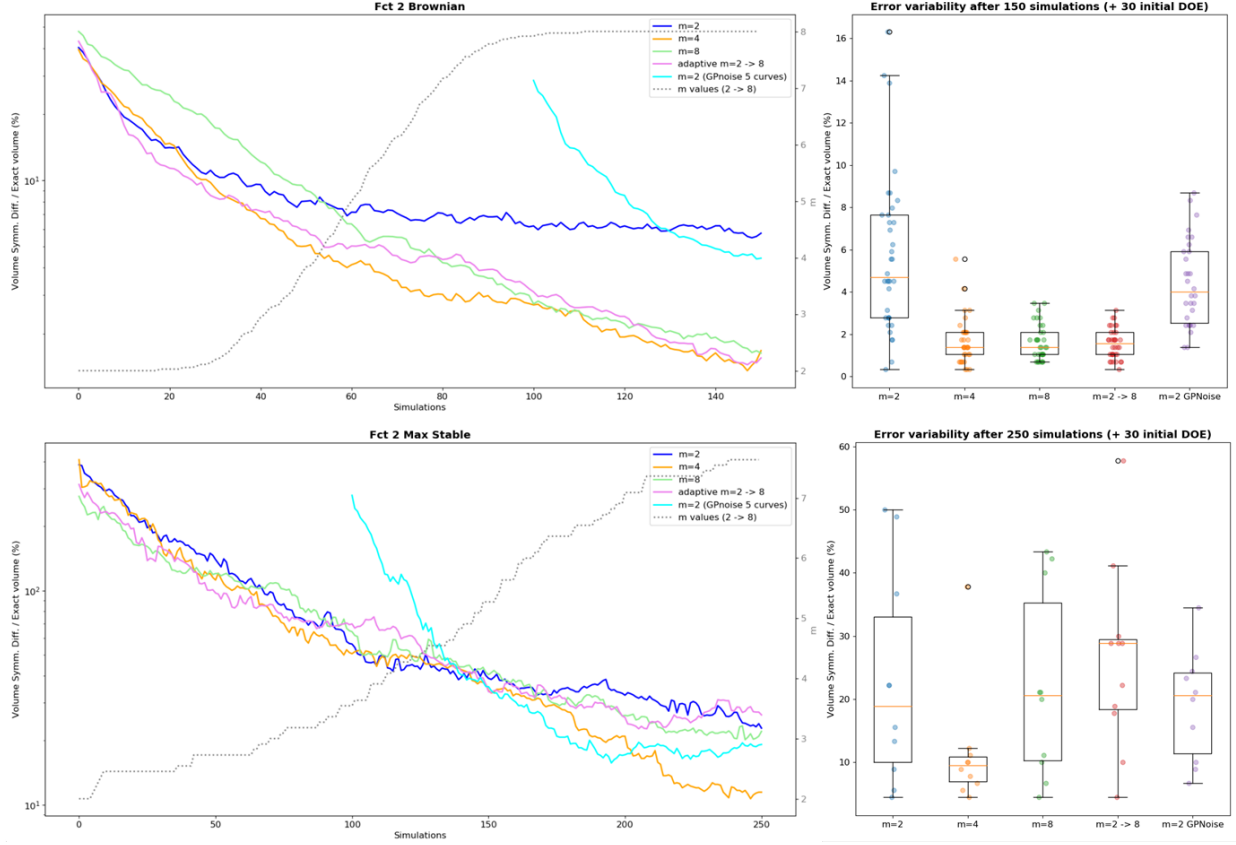 Fct 2 Brownian
Volume Symm. Diff. / Exact volume (%)
10^1
m=2
m=4
m=8
adaptive m=2 -> 8
m=2 (GPnoise 5 curves)
m values (2 -> 8)
8
7
6
5
4
3
2
m
0
20
40
60
80
100
120
140
Simulations
Error variability after 150 simulations (+ 30 initial DOE)
Volume Symm. Diff. / Exact volume (%)
16
14
12
10
8
6
4
2
0
m=2
m=4
m=8
m=2 -> 8
m=2 GPNoise
Fct 2 Max Stable
Volume Symm. Diff. / Exact volume (%)
10^2
10^1
m=2
m=4
m=8
adaptive m=2 -> 8
m=2 (GPnoise 5 curves)
m values (2 -> 8)
7
6
5
4
3
2
m
0
50
100
150
200
250
Simulations
Error variability after 250 simulations (+ 30 initial DOE)
Volume Symm. Diff. / Exact volume (%)
60
50
40
30
20
10
m=2
m=4
m=8
m=2 -> 8
m=2 GPNoise